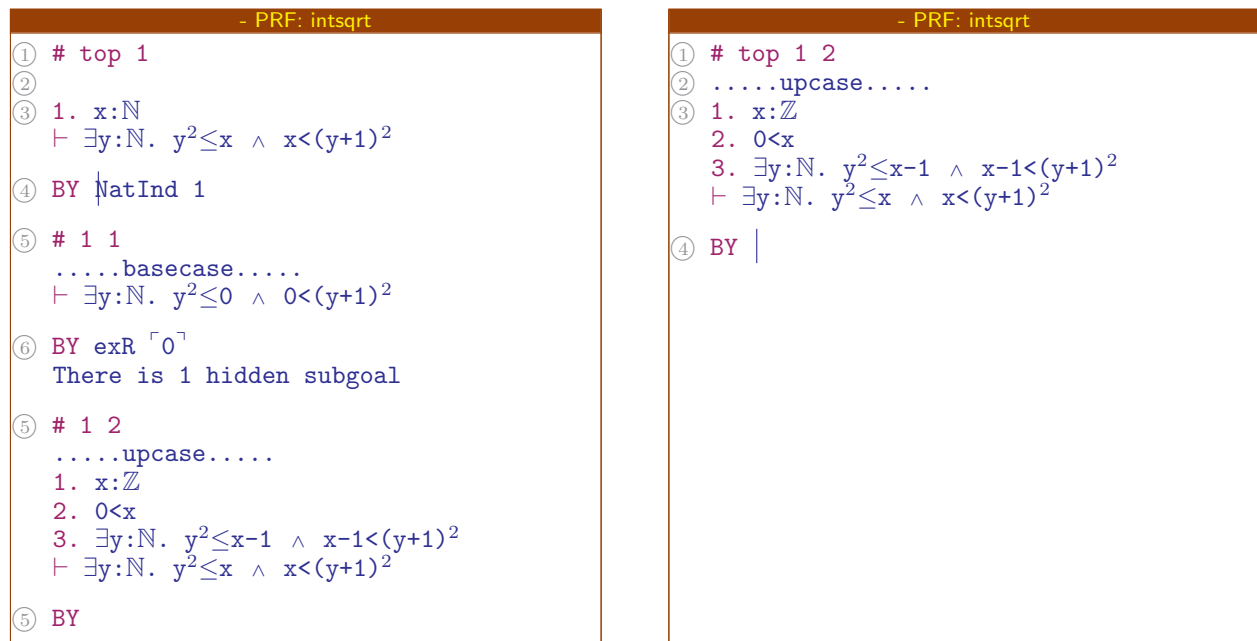 - PRF: intsqrt
① # top 1
②
③ 1. x:ℕ
⊢ ∃y:ℕ. y²≤x ∧ x<(y+1)²
④ BY NatInd 1
⑤ # 1 1
.....basecase.....
⊢ ∃y:ℕ. y²≤0 ∧ 0<(y+1)²
⑥ BY exR ⌜0⌝
There is 1 hidden subgoal
⑤ # 1 2
.....upcase.....
1. x:ℤ
2. 0<x
3. ∃y:ℕ. y²≤x-1 ∧ x-1<(y+1)²
⊢ ∃y:ℕ. y²≤x ∧ x<(y+1)²
⑤ BY
- PRF: intsqrt
① # top 1 2
② .....upcase.....
③ 1. x:ℤ
2. 0<x
3. ∃y:ℕ. y²≤x-1 ∧ x-1<(y+1)²
⊢ ∃y:ℕ. y²≤x ∧ x<(y+1)²
④ BY